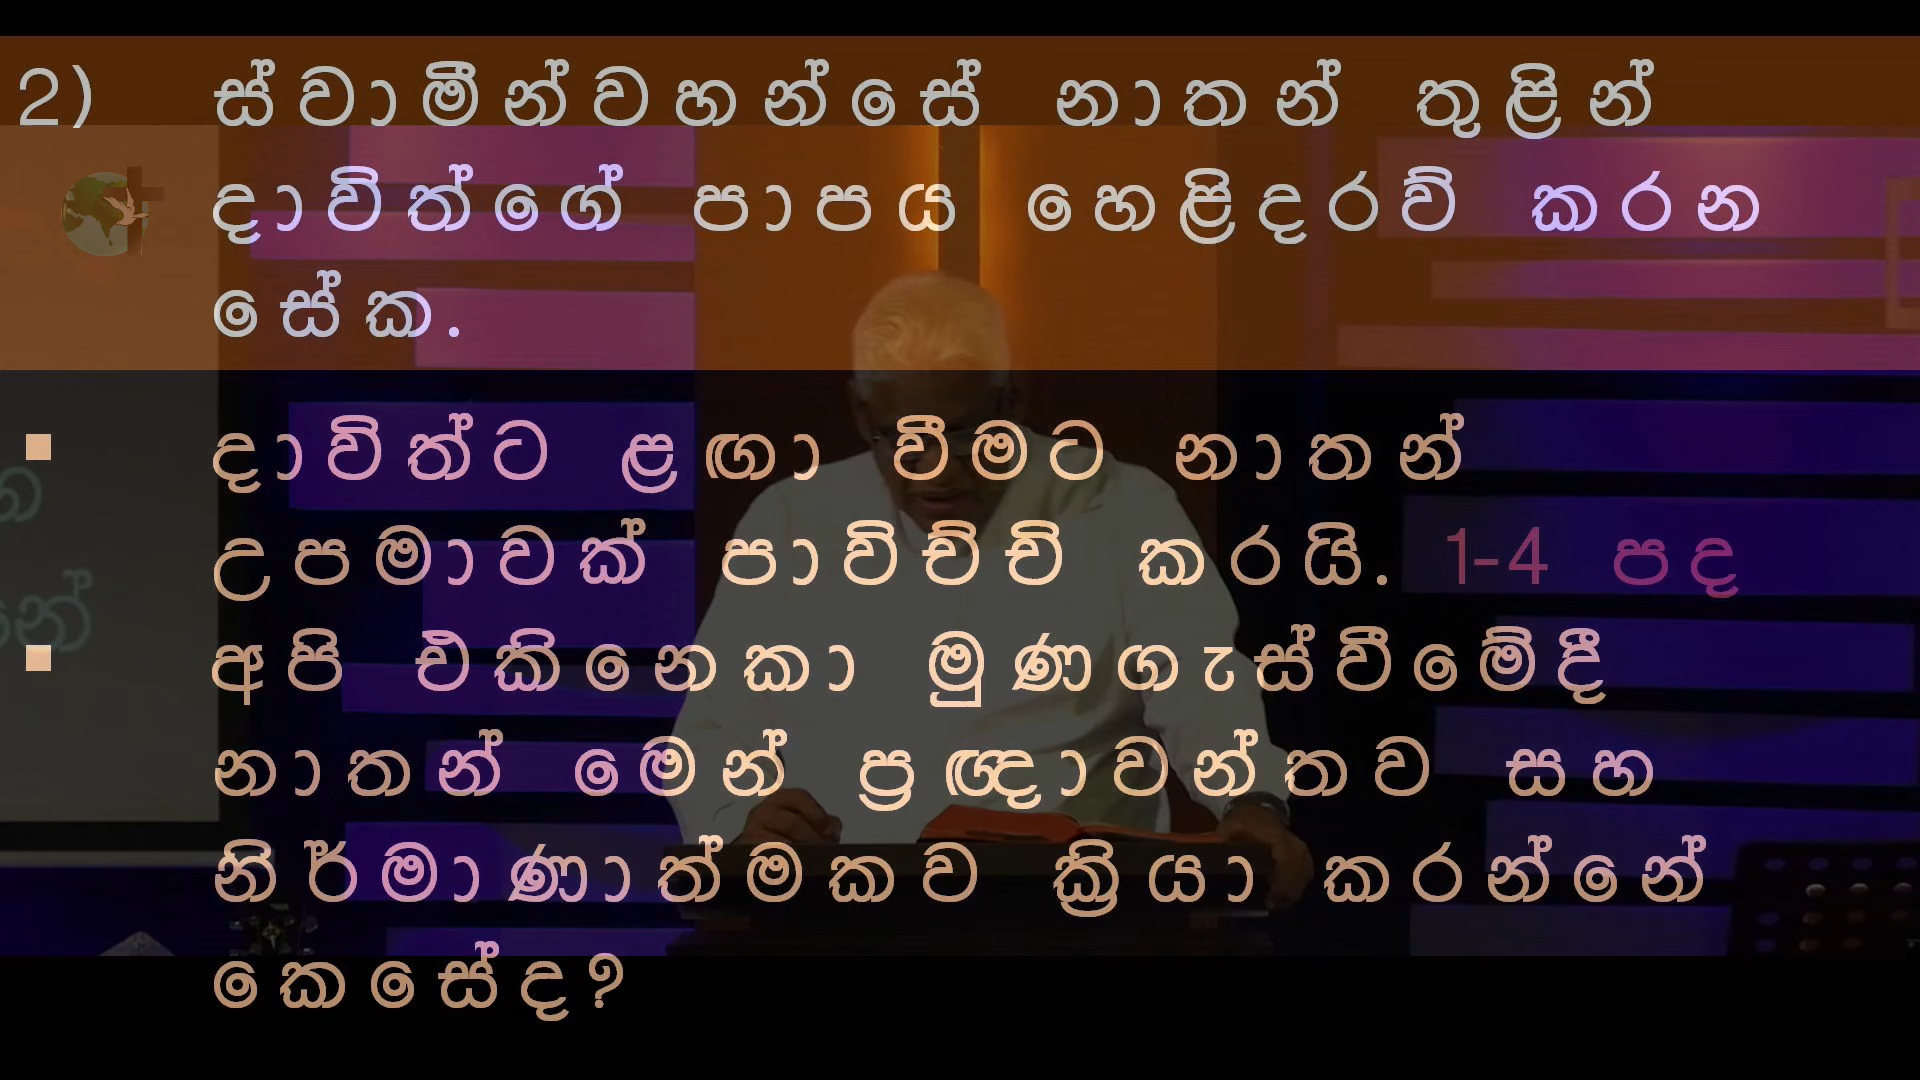 2) ස්වාමීන්වහන්සේ නාතන් තුළින්
දාවිත්ගේ පාපය හෙළිදරව් කරන
සේක.
▪ දාවිත්ට ළඟා වීමට නාතන්
උපමාවක් පාවිච්චි කරයි. 1-4 පද
▪ අපි එකිනෙකා මුණගැස්වීමේදී
නාතන් මෙන් ප්‍රඥාවන්තව සහ
නිර්මාණාත්මකව ක්‍රියා කරන්නේ
කෙසේද?